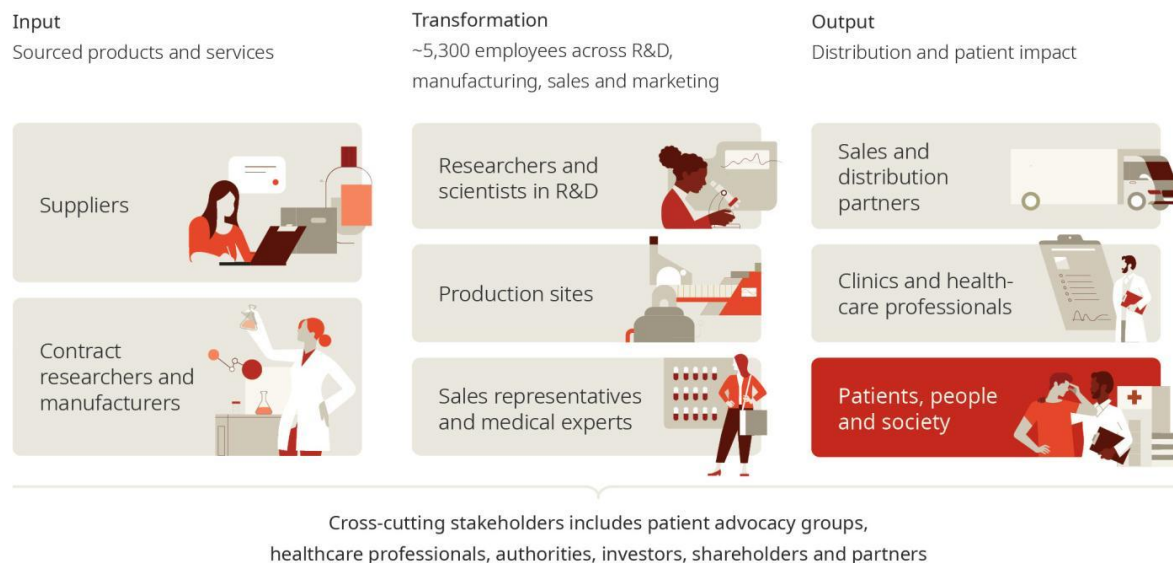 Input
Sourced products and services
Suppliers
Contract
researchers and
manufacturers
Transformation
~5,300 employees across R&D,
manufacturing, sales and marketing
Researchers and
scientists in R&D
Production sites
Sales representatives
and medical experts
Output
Distribution and patient impact
Sales and
distribution
partners
Clinics and health-
care professionals
Patients, people
and society
Cross-cutting stakeholders includes patient advocacy groups,
healthcare professionals, authorities, investors, shareholders and partners